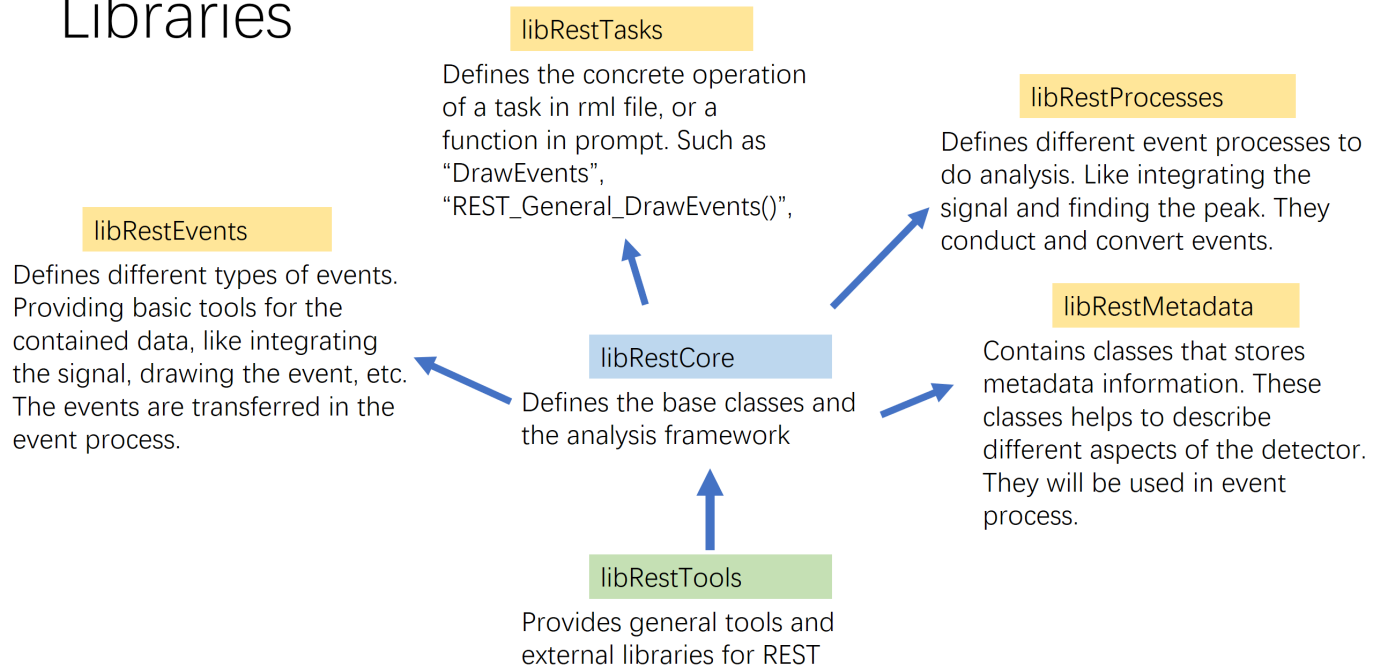 Libraries
libRestTasks
Defines the concrete operation
of a task in rml file, or a
function in prompt. Such as
“DrawEvents”,
“REST_General_DrawEvents()”,
libRestProcesses
Defines different event processes to
do analysis. Like integrating the
signal and finding the peak. They
conduct and convert events.
libRestEvents
Defines different types of events.
Providing basic tools for the
contained data, like integrating
the signal, drawing the event, etc.
The events are transferred in the
event process.
libRestCore
Defines the base classes and
the analysis framework
libRestMetadata
Contains classes that stores
metadata information. These
classes helps to describe
different aspects of the detector.
They will be used in event
process.
libRestTools
Provides general tools and
external libraries for REST